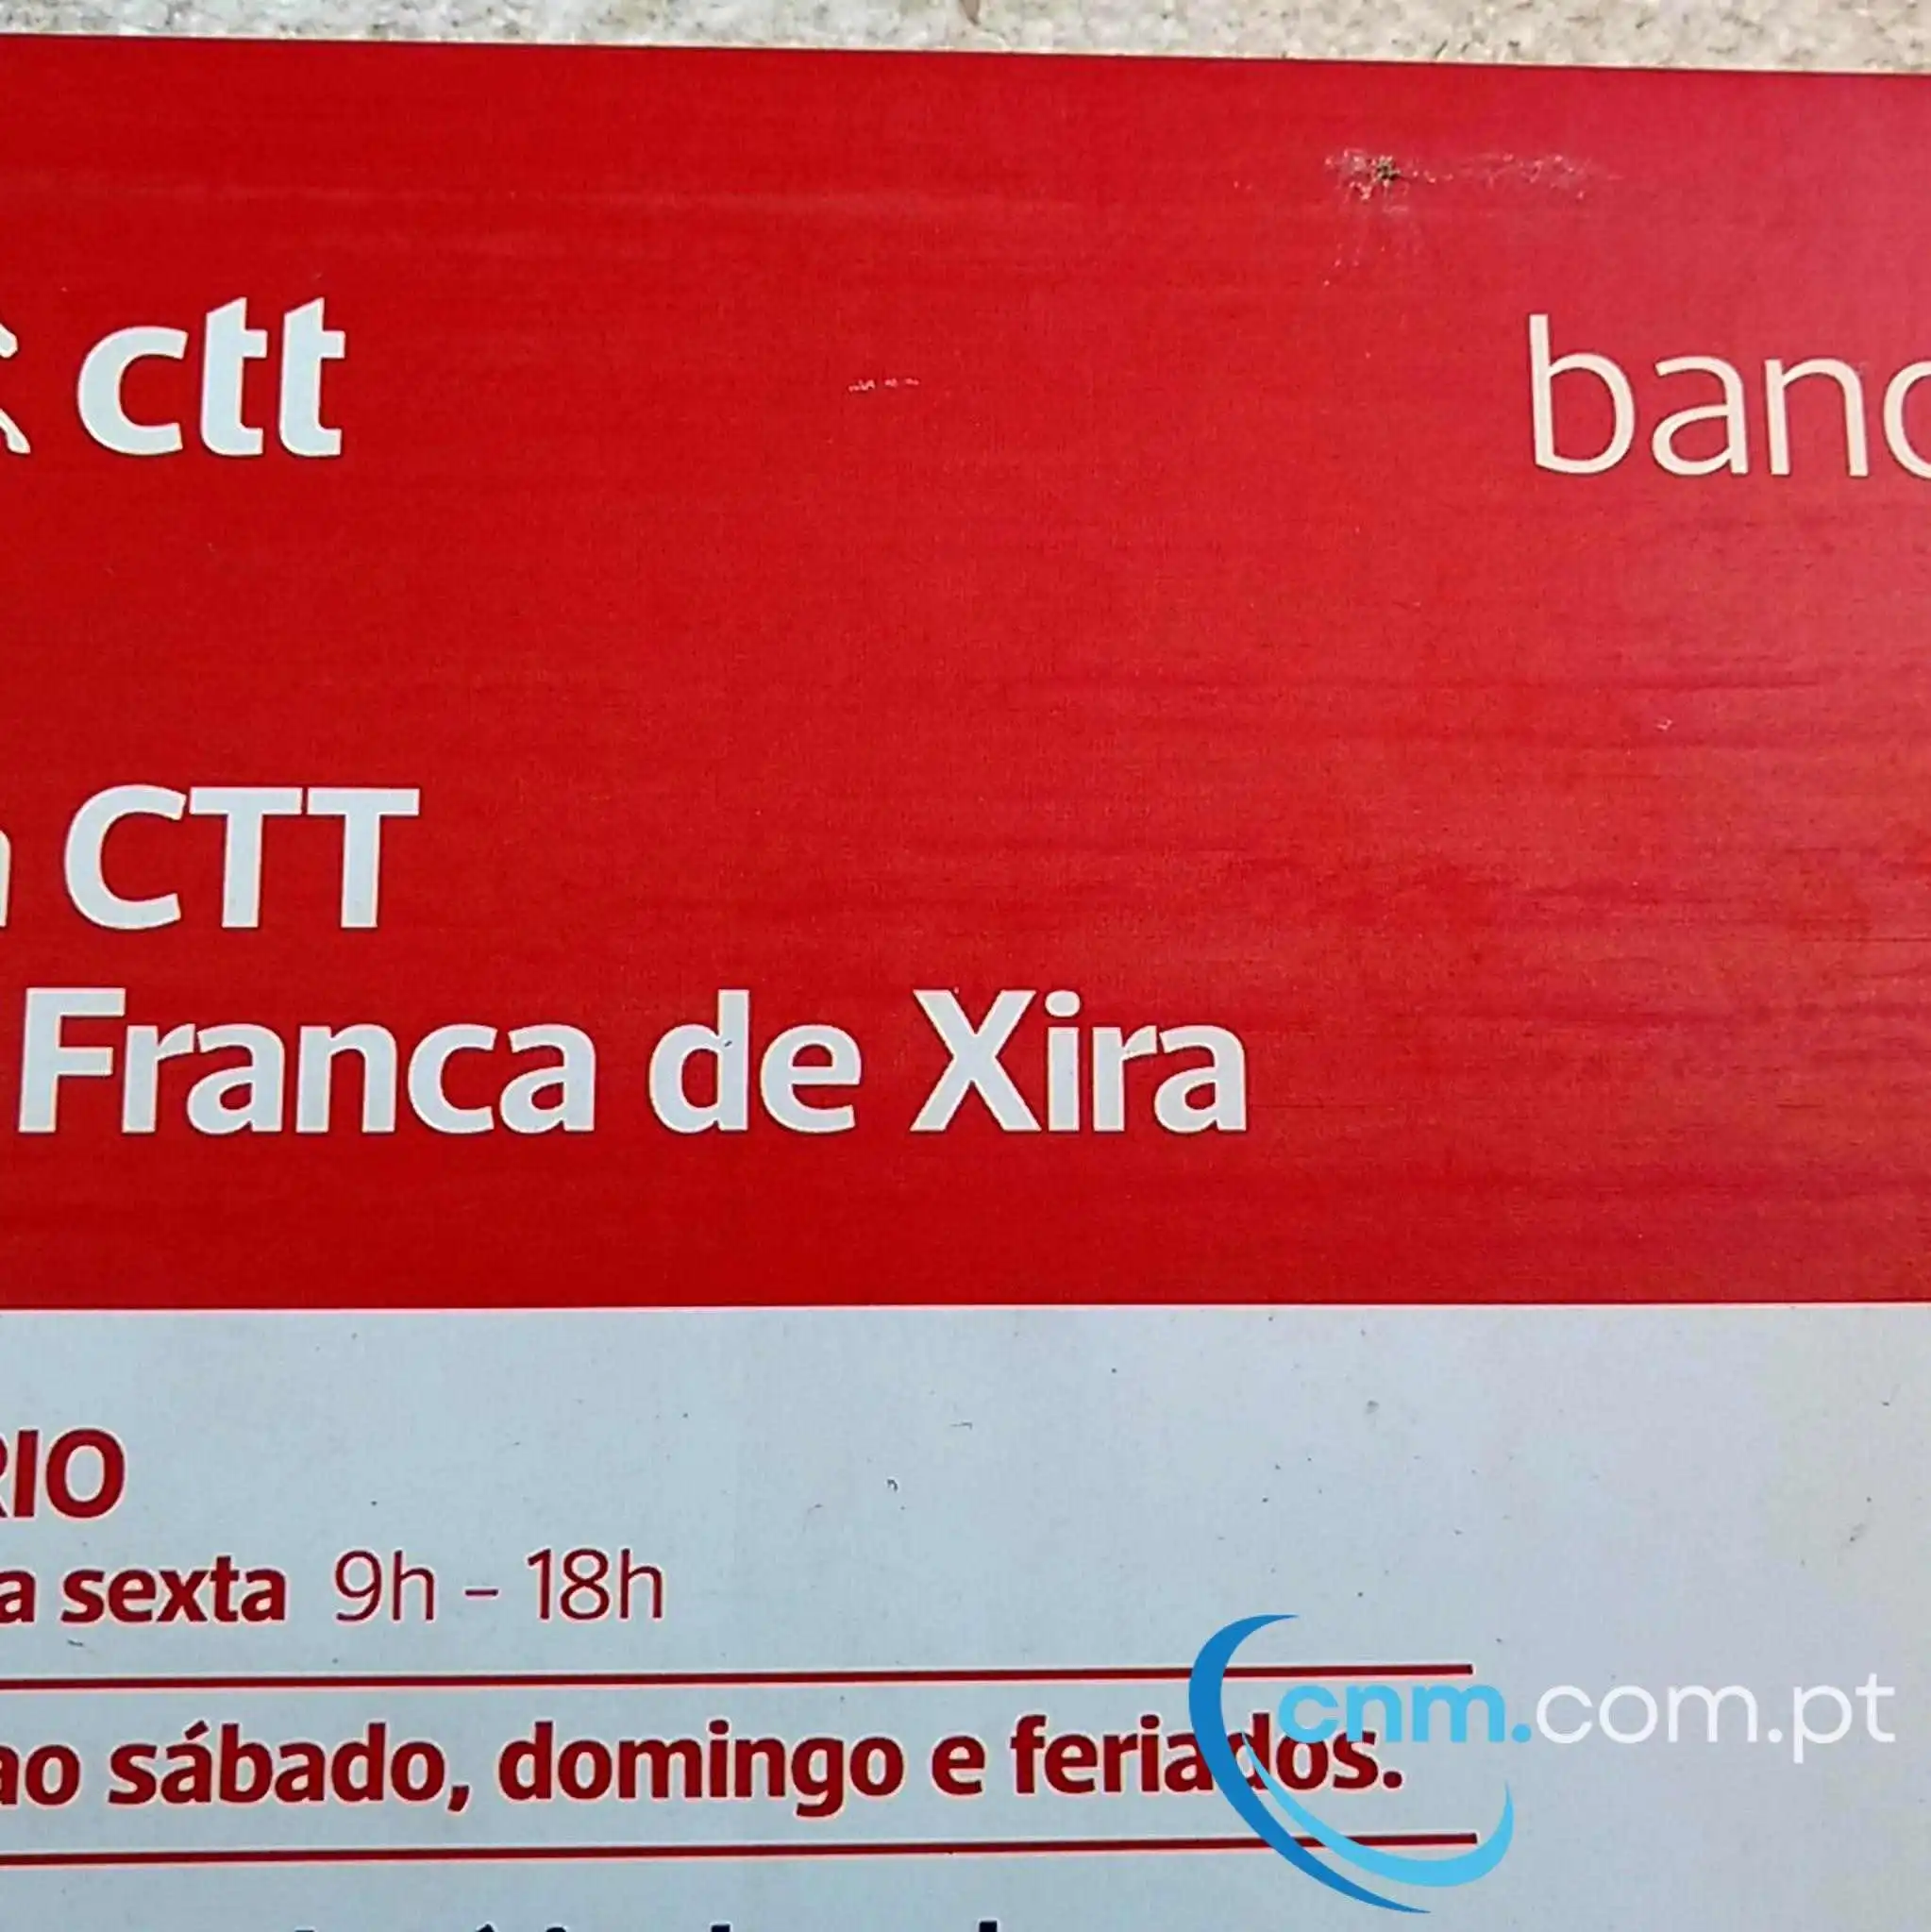 ctt
banc
CTT
Franca de Xira
RIO
a sexta 9h – 18h
ao sábado, domingo e feriados.
cnm.com.pt